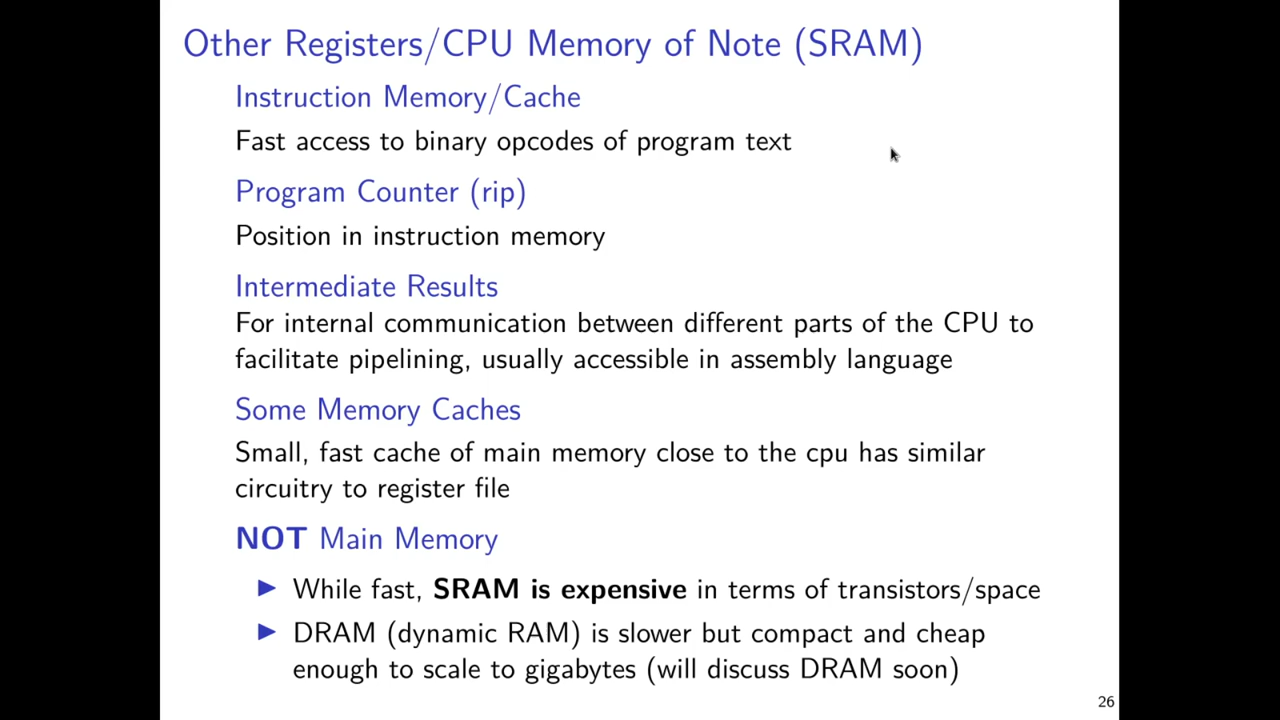 Other Registers/CPU Memory of Note (SRAM)
Instruction Memory/Cache
Fast access to binary opcodes of program text
Program Counter (rip)
Position in instruction memory
Intermediate Results
For internal communication between different parts of the CPU to
facilitate pipelining, usually accessible in assembly language
Some Memory Caches
Small, fast cache of main memory close to the cpu has similar
circuitry to register file
NOT Main Memory
▶ While fast, SRAM is expensive in terms of transistors/space
▶ DRAM (dynamic RAM) is slower but compact and cheap
enough to scale to gigabytes (will discuss DRAM soon)
26